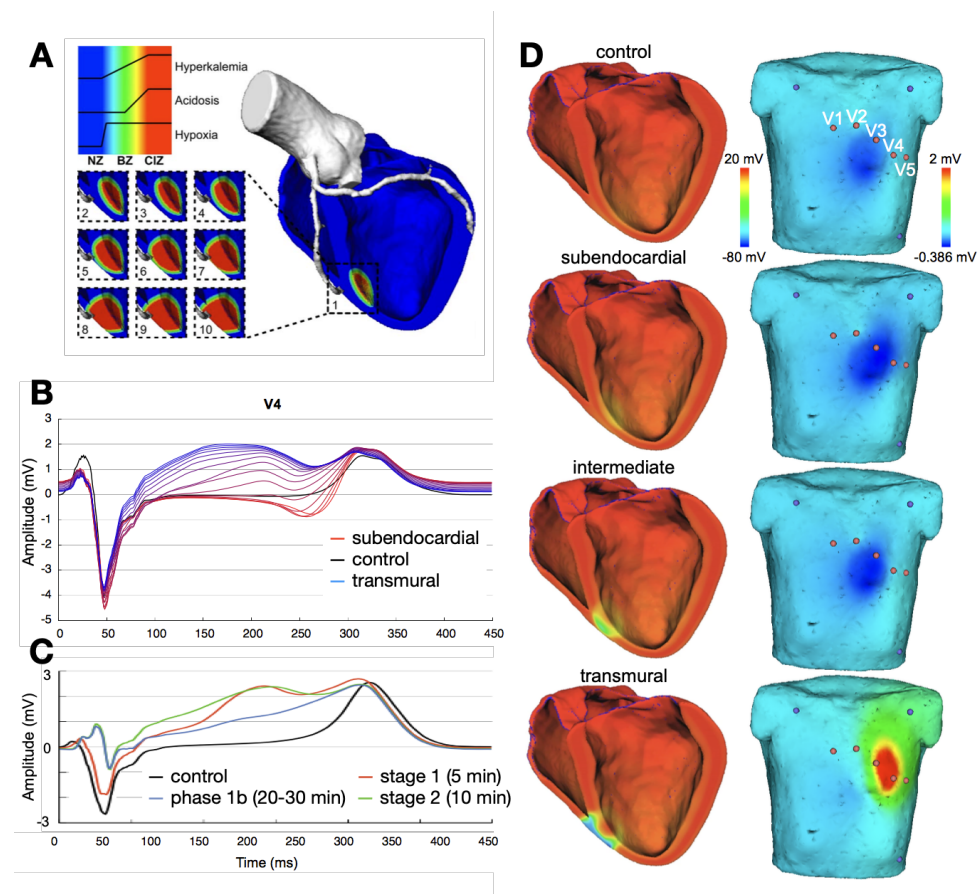 A
Hyperkalemia
Acidosis
Hypoxia
NZ BZ CIZ
2 3 4
5 6 7
8 9 10
1
B
V4
3
2
1
0
-1
-2
-3
-4
-5
Amplitude (mV)
subendocardial
control
transmural
0 50 100 150 200 250 300 350 400 450
C
3
0
-3
Amplitude (mV)
control
phase 1b (20-30 min)
stage 1 (5 min)
stage 2 (10 min)
0 50 100 150 200 250 300 350 400 450
Time (ms)
D
control
V1 V2
V3
V4
V5
20 mV
-80 mV
2 mV
-0.386 mV
subendocardial
intermediate
transmural